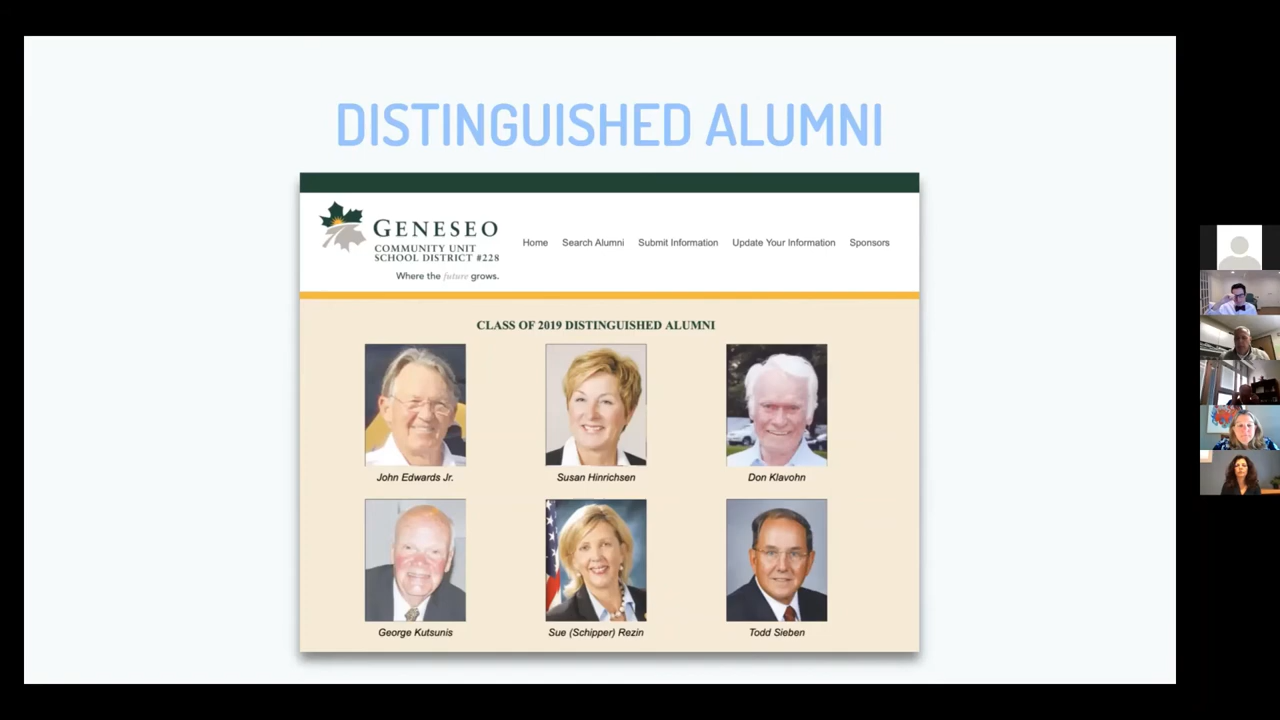 DISTINGUISHED ALUMNI
GENESEO
COMMUNITY UNIT
SCHOOL DISTRICT #228
Where the future grows.
Home Search Alumni Submit Information Update Your Information Sponsors
CLASS OF 2019 DISTINGUISHED ALUMNI
John Edwards Jr. Susan Hinrichsen Don Klavohn
George Kutsunis Sue (Schipper) Rezin Todd Sieben